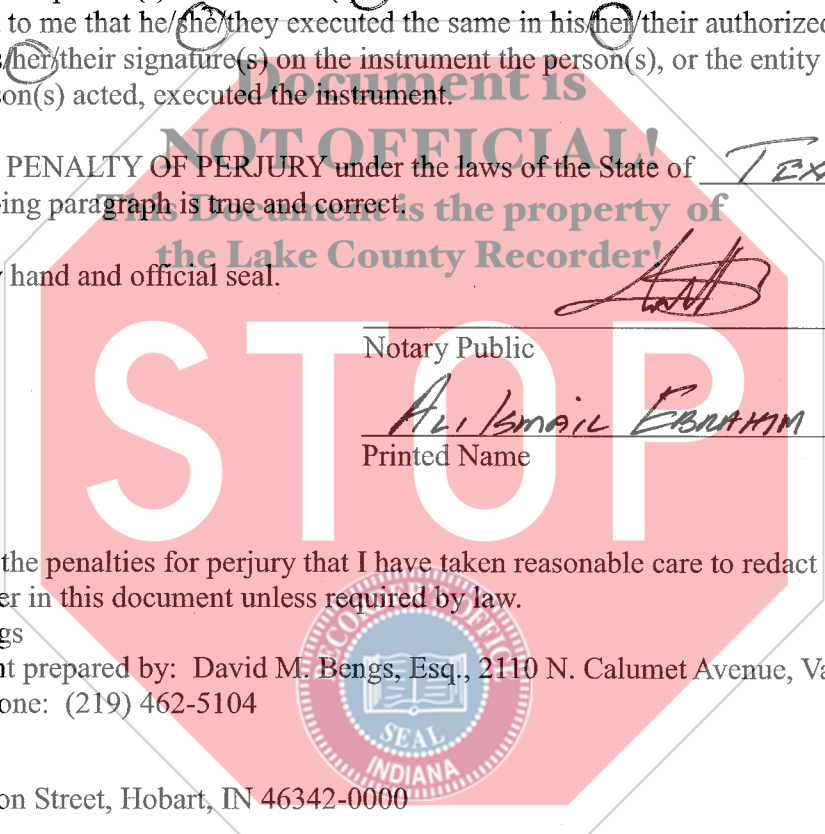 to me that he/she/they executed the same in his/her/their authorized
/her/their signature(s) on the instrument the person(s), or the entity
son(s) acted, executed the instrument.
Document is
NOT OFFICIAL!
This Document is the property of
the Lake County Recorder!
PENALTY OF PERJURY under the laws of the State of TEX
ing paragraph is true and correct.
hand and official seal.
STOP
Notary Public
ALI ISMAIL EBRAHIM
Printed Name
the penalties for perjury that I have taken reasonable care to redact
er in this document unless required by law.
gs
nt prepared by: David M. Bengs, Esq., 2110 N. Calumet Avenue, Va
one: (219) 462-5104
RECORDER'S OFFICE
SEAL
INDIANA
on Street, Hobart, IN 46342-0000